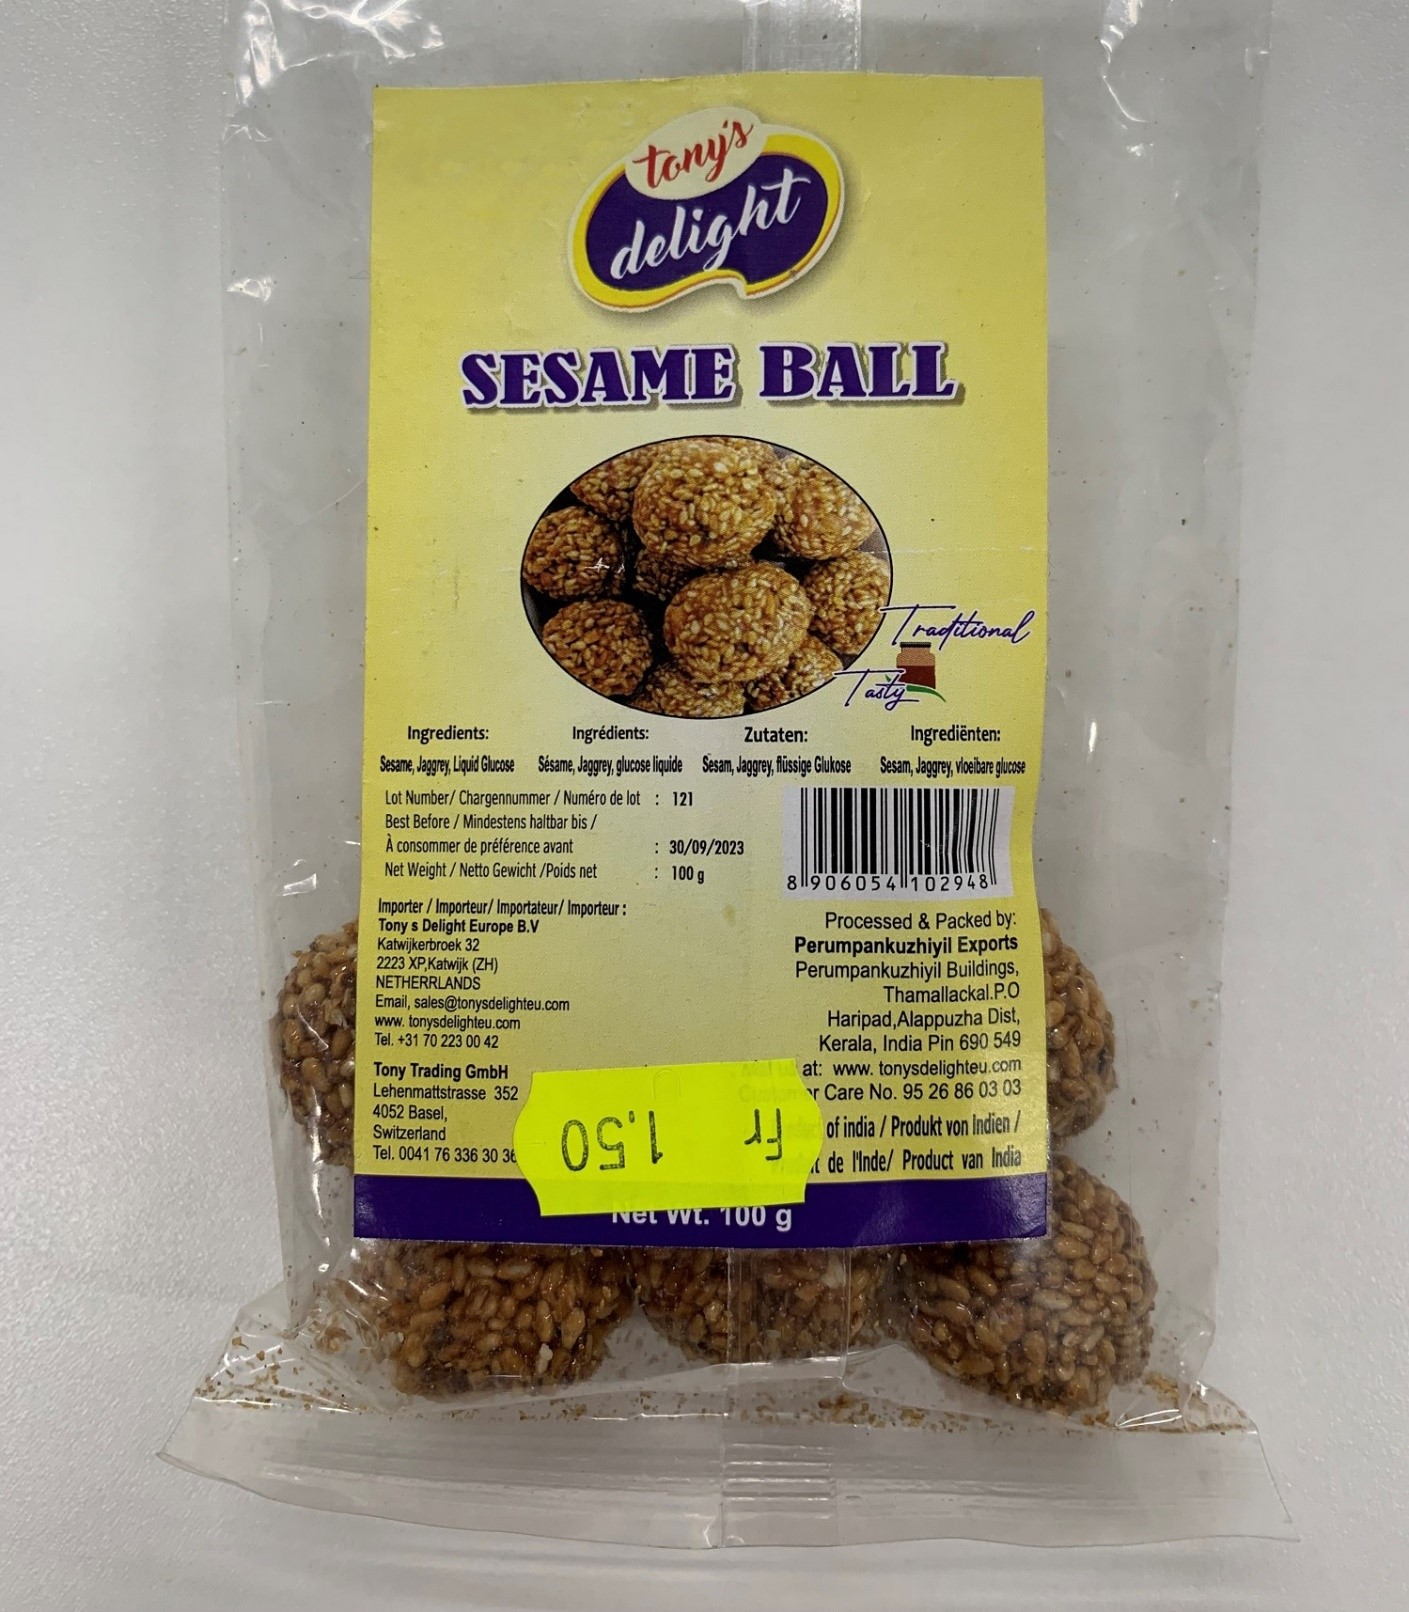 tony's
delight
SESAME BALL
Traditional
Tasty
Ingredients:
Sesame, Jaggrey, Liquid Glucose
Ingrédients:
Sésame, Jaggrey, glucose liquide
Zutaten:
Sesam, Jaggrey, flüssige Glukose
Ingrediënten:
Sesam, Jaggrey, vloeibare glucose
Lot Number/ Chargennummer / Numéro de lot : 121
Best Before / Mindestens haltbar bis /
À consommer de préférence avant : 30/09/2023
Net Weight / Netto Gewicht /Poids net : 100 g
8 906054 102948
Importer / Importeur/ Importateur/ Importeur :
Tony s Delight Europe B.V
Katwijkerbroek 32
2223 XP,Katwijk (ZH)
NETHERRLANDS
Email, sales@tonysdelighteu.com
www. tonysdelighteu.com
Tel. +31 70 223 00 42
Tony Trading GmbH
Lehenmattstrasse 352
4052 Basel,
Switzerland
Tel. 0041 76 336 30 36
Processed & Packed by:
Perumpankuzhiyil Exports
Perumpankuzhiyil Buildings,
Thamallackal.P.O
Haripad,Alappuzha Dist,
Kerala, India Pin 690 549
at: www. tonysdelighteu.com
Customer Care No. 95 26 86 03 03
of india / Produkt von Indien /
de l'Inde/ Product van India
fr 1,50
Net Wt. 100 g